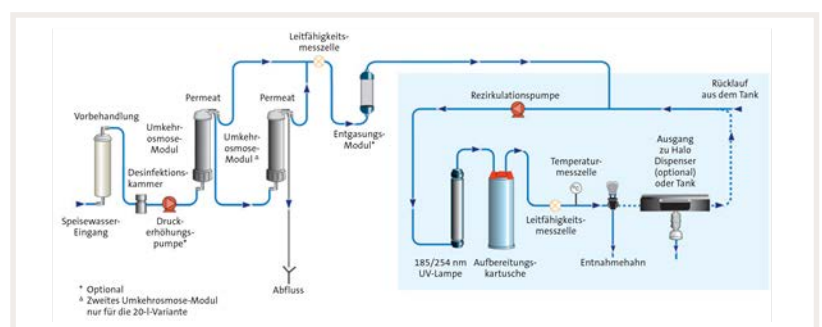 Leitfähigkeits-
messzelle
Vorbehandlung
Permeat
Umkehr-
osmose-
Modul
Permeat
Umkehr-
osmose-
Modul Δ
Entgasungs-
Modul*
Desinfektions-
kammer
Speisewasser-
Eingang
Druck-
erhöhungs-
pumpe*
Abfluss
* Optional
Δ Zweites Umkehrosmose-Modul
nur für die 20-l-Variante
Rezirkulationspumpe
Rücklauf
aus dem Tank
Temperatur-
messzelle
Ausgang
zu Halo
Dispenser
(optional)
oder Tank
Leitfähigkeits-
messzelle
185/254 nm
UV-Lampe
Aufbereitungs-
kartusche
Entnahmehahn